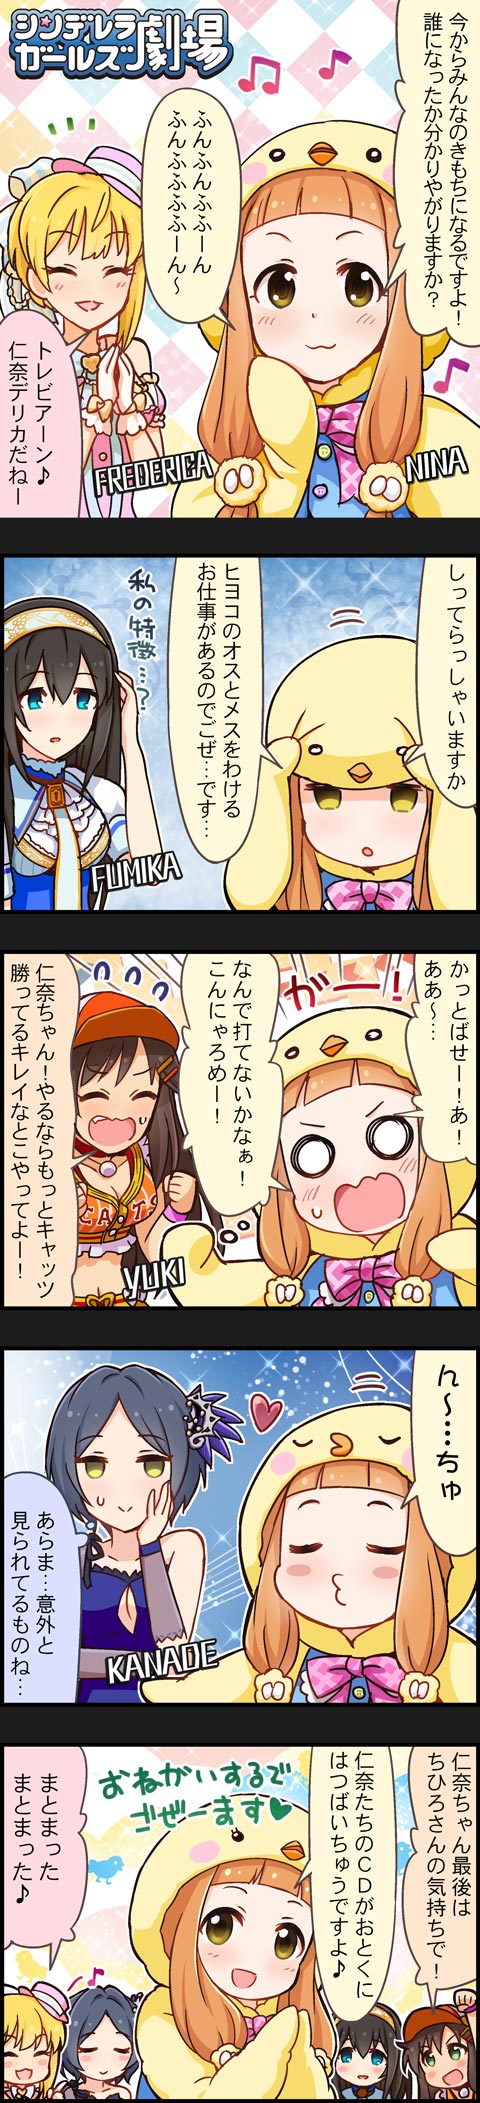 シンデレラ
ガールズ劇場
今からみんなのきもちになるですよ！
誰になったか分かりやがりますか？
ふんふんふふーん
ふんふふふふーん～
トレビアーン♪
仁奈デリカだねー
FREDERICA
NINA
しってらっしゃいますか
ヒヨコのオスとメスをわける
お仕事があるのでごぜ…です…
私の特徴…？
FUMIKA
かっとばせー！あ！
ああ～…
がー！
なんで打てないかなぁ！
こんにゃろめー！
仁奈ちゃん！やるならもっとキャッツ
勝ってるキレイなとこやってよー！
CATS
YUKI
ん～…ちゅ
あらま…意外と
見られてるものね…
KANADE
仁奈ちゃん最後は
ちひろさんの気持ちで！
仁奈たちのCDがおとくに
はつばいちゅうですよ♪
おねがいするで
ごぜーます♥
まとまった
まとまった♪